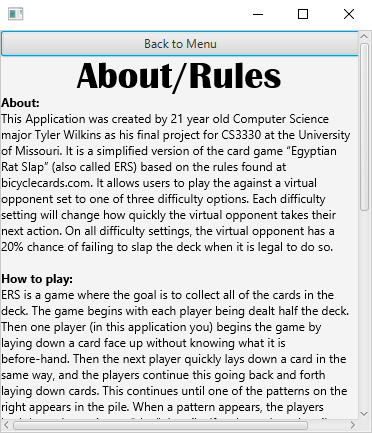 Back to Menu
About/Rules
About:
This Application was created by 21 year old Computer Science
major Tyler Wilkins as his final project for CS3330 at the University
of Missouri. It is a simplified version of the card game "Egyptian
Rat Slap" (also called ERS) based on the rules found at
bicyclecards.com. It allows users to play the against a virtual
opponent set to one of three difficulty options. Each difficulty
setting will change how quickly the virtual opponent takes their
next action. On all difficulty settings, the virtual opponent has a
20% chance of failing to slap the deck when it is legal to do so.
How to play:
ERS is a game where the goal is to collect all of the cards in the
deck. The game begins with each player being dealt half the deck.
Then one player (in this application you) begins the game by
laying down a card face up without knowing what it is
before-hand. Then the next player quickly lays down a card in the
same way, and the players continue this going back and forth
laying down cards. This continues until one of the patterns on the
right appears in the pile. When a pattern appears, the players